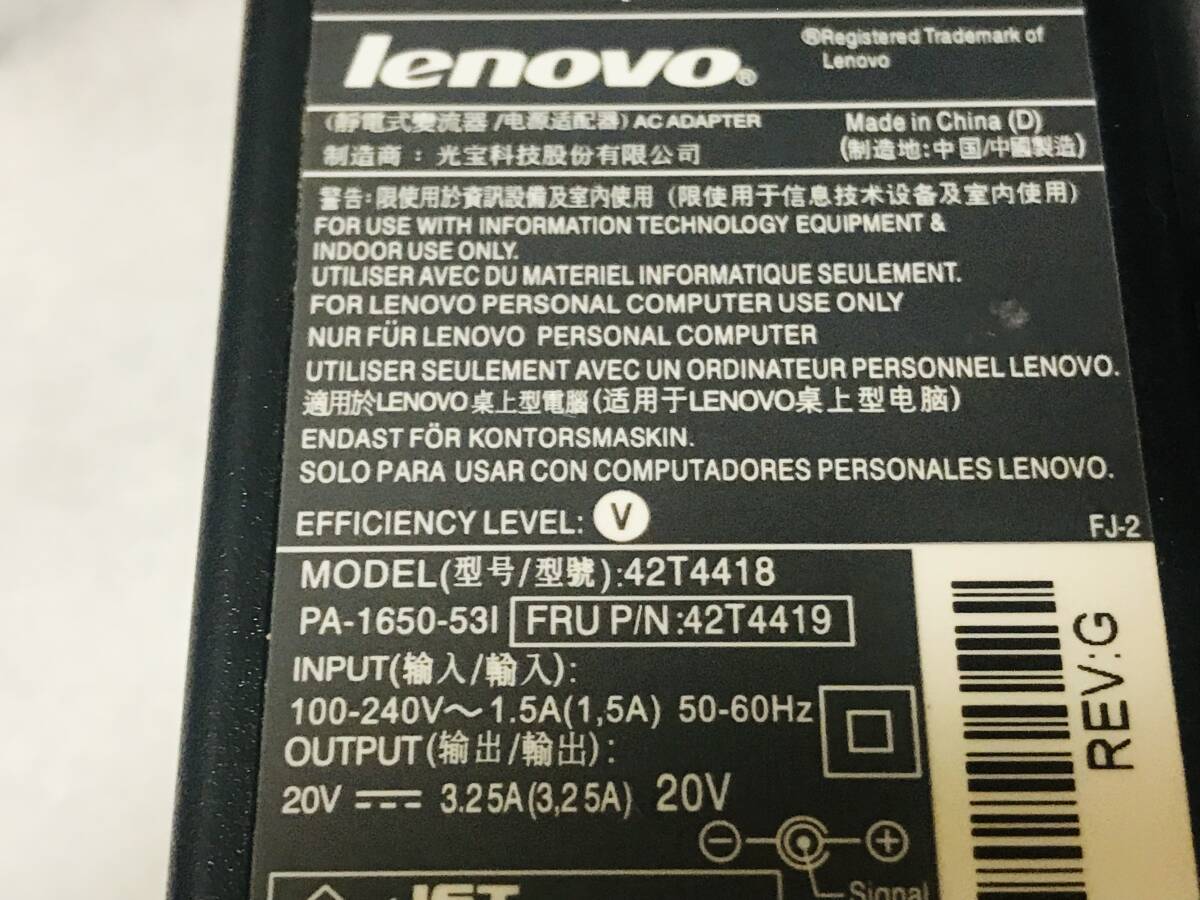 lenovo®
®Registered Trademark of
Lenovo
(靜電式變流器/电源适配器) AC ADAPTER
Made in China (D)
制造商：光宝科技股份有限公司
(制造地:中国/中國製造)
警告:限使用於資訊設備及室內使用 (限使用于信息技术设备及室内使用)
FOR USE WITH INFORMATION TECHNOLOGY EQUIPMENT &
INDOOR USE ONLY.
UTILISER AVEC DU MATERIEL INFORMATIQUE SEULEMENT.
FOR LENOVO PERSONAL COMPUTER USE ONLY
NUR FÜR LENOVO PERSONAL COMPUTER
UTILISER SEULEMENT AVEC UN ORDINATEUR PERSONNEL LENOVO.
適用於LENOVO桌上型電腦(适用于LENOVO桌上型电脑)
ENDAST FÖR KONTORSMASKIN.
SOLO PARA USAR CON COMPUTADORES PERSONALES LENOVO.
EFFICIENCY LEVEL: V
FJ-2
MODEL(型号/型號):42T4418
PA-1650-53I FRU P/N:42T4419
INPUT(输入/輸入):
100-240V～1.5A(1,5A) 50-60Hz
OUTPUT(输出/輸出):
20V ⎓ 3.25A(3,25A) 20V
Signal
JET
REV:G